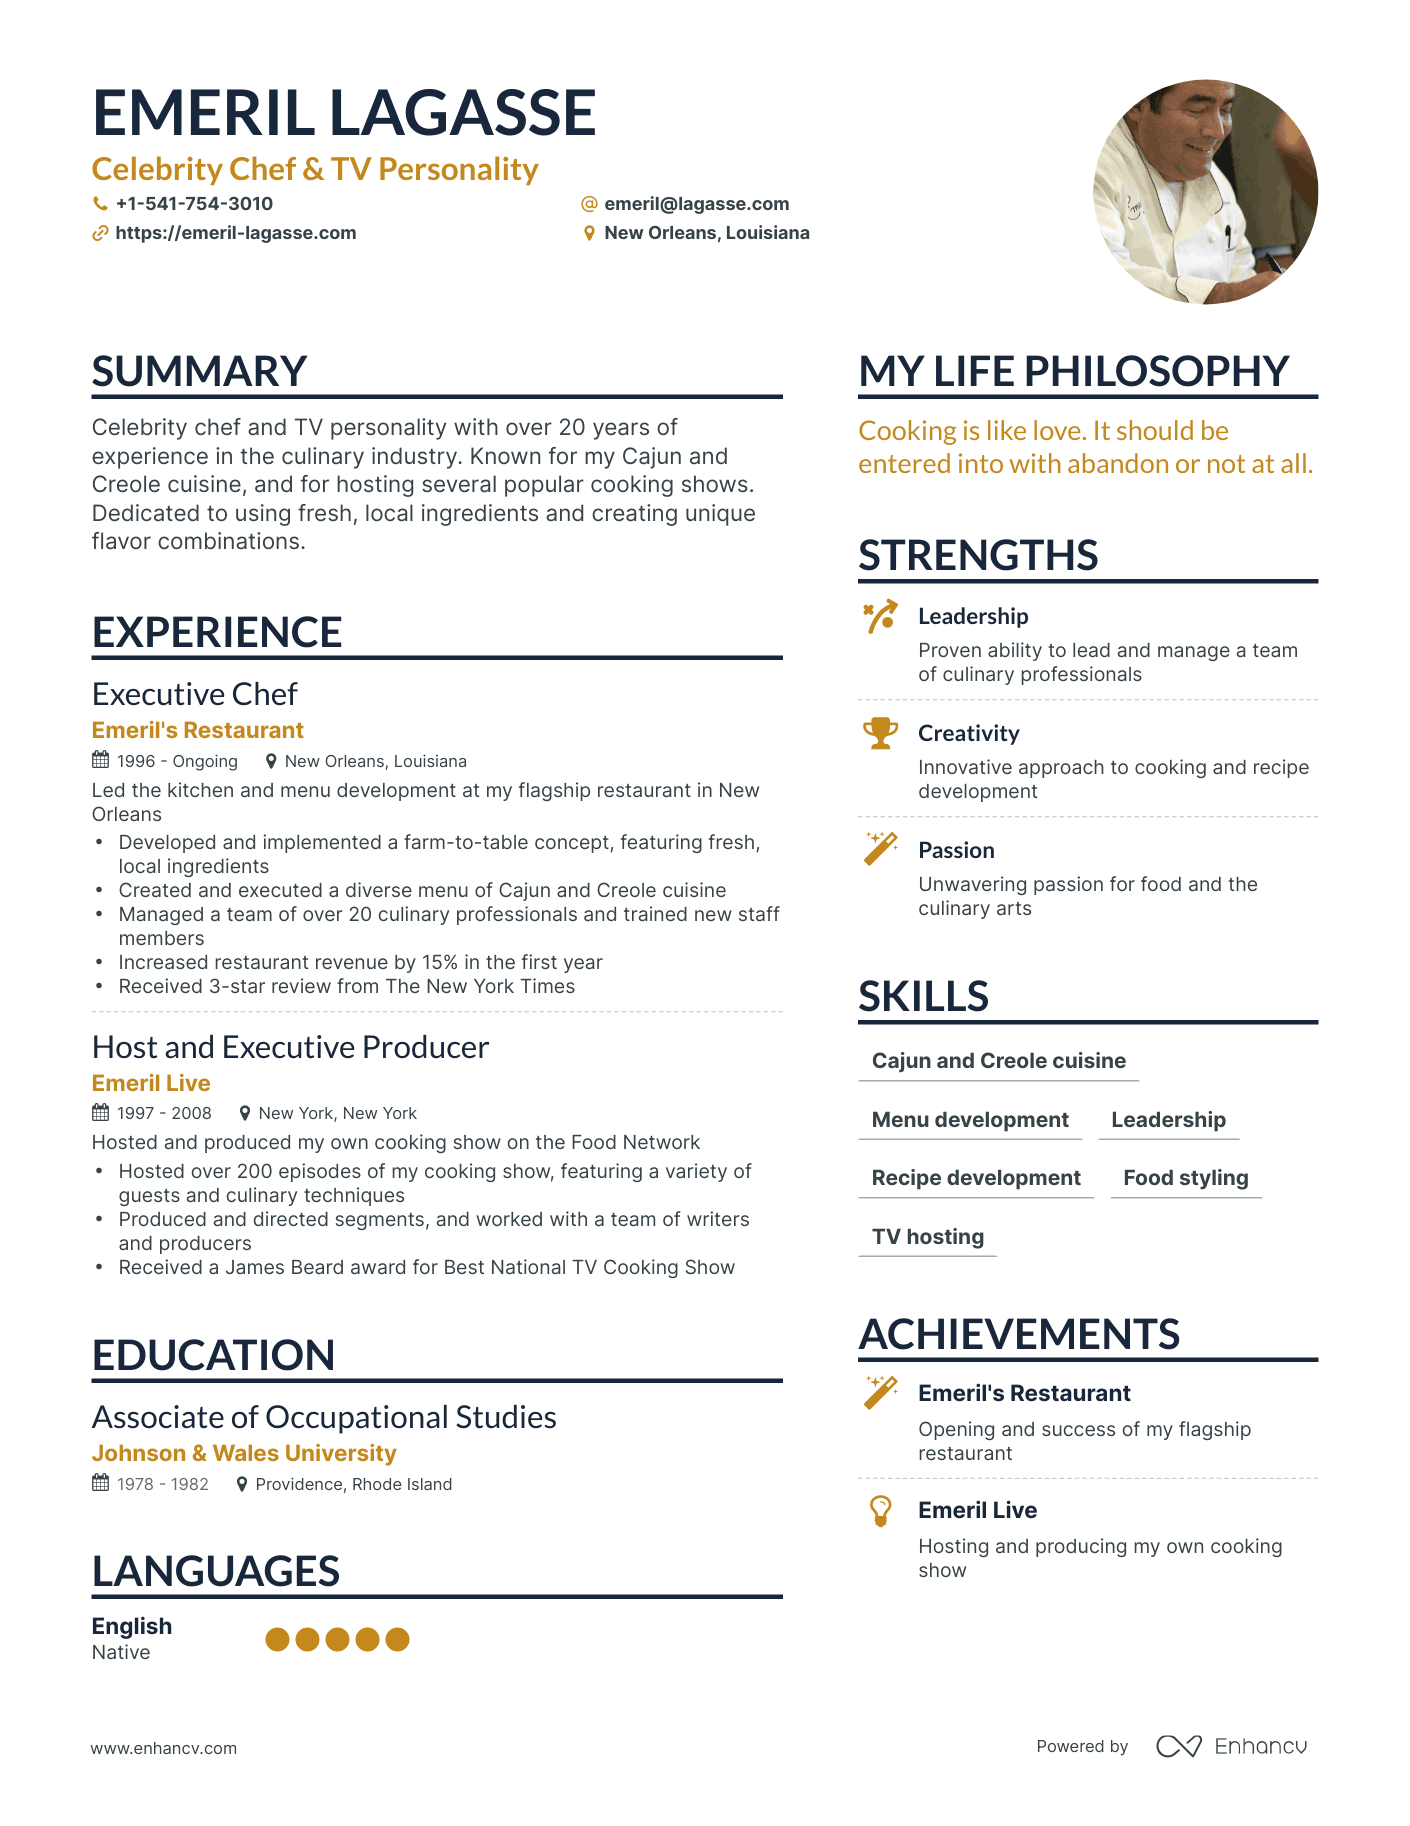 EMERIL LAGASSE
Celebrity Chef & TV Personality
+1-541-754-3010
emeril@lagasse.com
https://emeril-lagasse.com
New Orleans, Louisiana
SUMMARY
Celebrity chef and TV personality with over 20 years of
experience in the culinary industry. Known for my Cajun and
Creole cuisine, and for hosting several popular cooking shows.
Dedicated to using fresh, local ingredients and creating unique
flavor combinations.
EXPERIENCE
Executive Chef
Emeril's Restaurant
1996 - Ongoing
New Orleans, Louisiana
Led the kitchen and menu development at my flagship restaurant in New
Orleans
• Developed and implemented a farm-to-table concept, featuring fresh,
local ingredients
• Created and executed a diverse menu of Cajun and Creole cuisine
• Managed a team of over 20 culinary professionals and trained new staff
members
• Increased restaurant revenue by 15% in the first year
• Received 3-star review from The New York Times
Host and Executive Producer
Emeril Live
1997 - 2008
New York, New York
Hosted and produced my own cooking show on the Food Network
• Hosted over 200 episodes of my cooking show, featuring a variety of
guests and culinary techniques
• Produced and directed segments, and worked with a team of writers
and producers
• Received a James Beard award for Best National TV Cooking Show
EDUCATION
Associate of Occupational Studies
Johnson & Wales University
1978 - 1982
Providence, Rhode Island
LANGUAGES
English
Native
MY LIFE PHILOSOPHY
Cooking is like love. It should be
entered into with abandon or not at all.
STRENGTHS
Leadership
Proven ability to lead and manage a team
of culinary professionals
Creativity
Innovative approach to cooking and recipe
development
Passion
Unwavering passion for food and the
culinary arts
SKILLS
Cajun and Creole cuisine
Menu development
Leadership
Recipe development
Food styling
TV hosting
ACHIEVEMENTS
Emeril's Restaurant
Opening and success of my flagship
restaurant
Emeril Live
Hosting and producing my own cooking
show
www.enhancv.com
Powered by
Enhancv